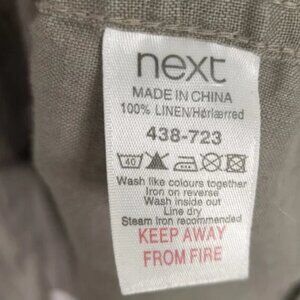 next
MADE IN CHINA
100% LINEN/Hørlærred
438-723
40
Wash like colours together
Iron on reverse
Wash inside out
Line dry
Steam Iron recommended
KEEP AWAY
FROM FIRE